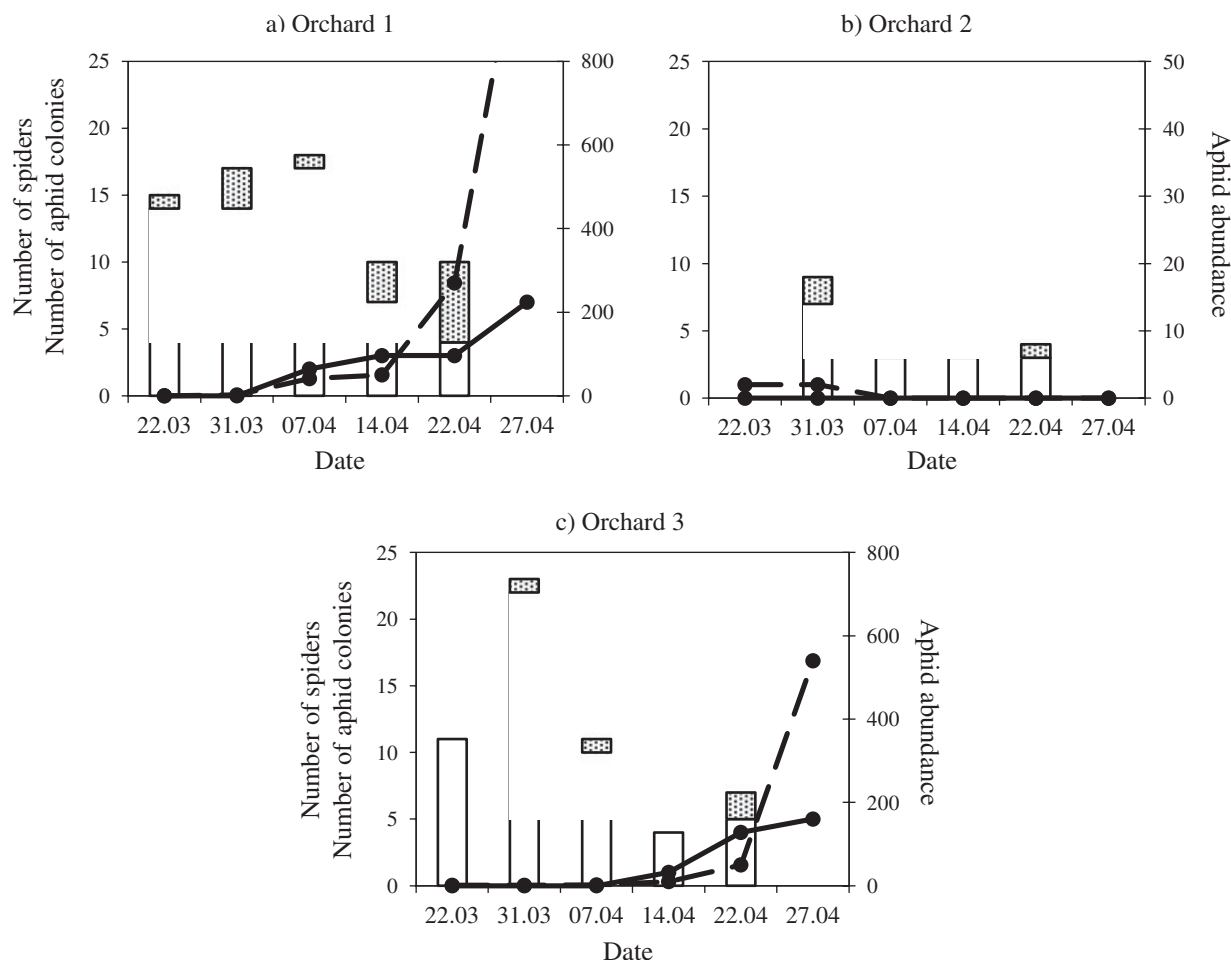 a) Orchard 1
Number of spiders
Number of aphid colonies
25
20
15
10
5
0
800
600
400
200
0
22.03 31.03 07.04 14.04 22.04 27.04
Date
b) Orchard 2
25
20
15
10
5
0
50
40
30
20
10
0
Aphid abundance
22.03 31.03 07.04 14.04 22.04 27.04
Date
c) Orchard 3
Number of spiders
Number of aphid colonies
25
20
15
10
5
0
800
600
400
200
0
Aphid abundance
22.03 31.03 07.04 14.04 22.04 27.04
Date